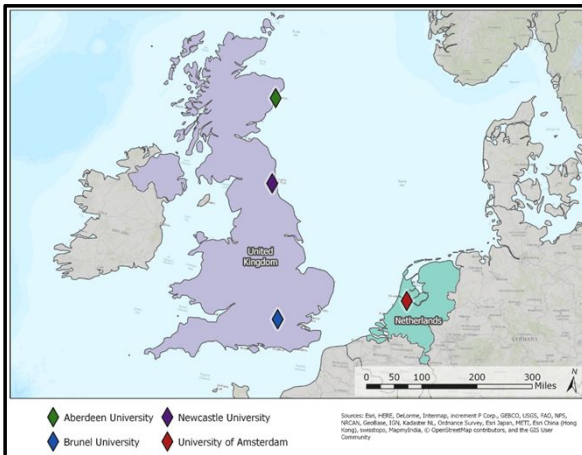 United
Kingdom
Netherlands
GERMANY
N
0 50 100 200 300
Miles
Aberdeen University
Newcastle University
Brunel University
University of Amsterdam
Sources: Esri, HERE, DeLorme, Intermap, increment P Corp., GEBCO, USGS, FAO, NPS,
NRCAN, GeoBase, IGN, Kadaster NL, Ordnance Survey, Esri Japan, METI, Esri China (Hong
Kong), swisstopo, MapmyIndia, © OpenStreetMap contributors, and the GIS User
Community